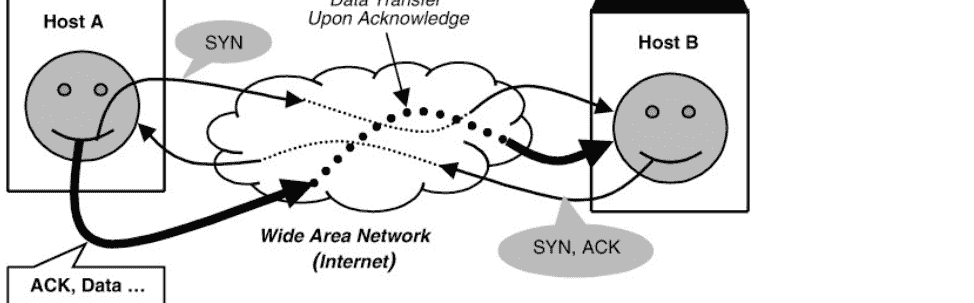 Data Transfer
Upon Acknowledge
Host A
SYN
Host B
Wide Area Network
(Internet)
SYN, ACK
ACK, Data ...